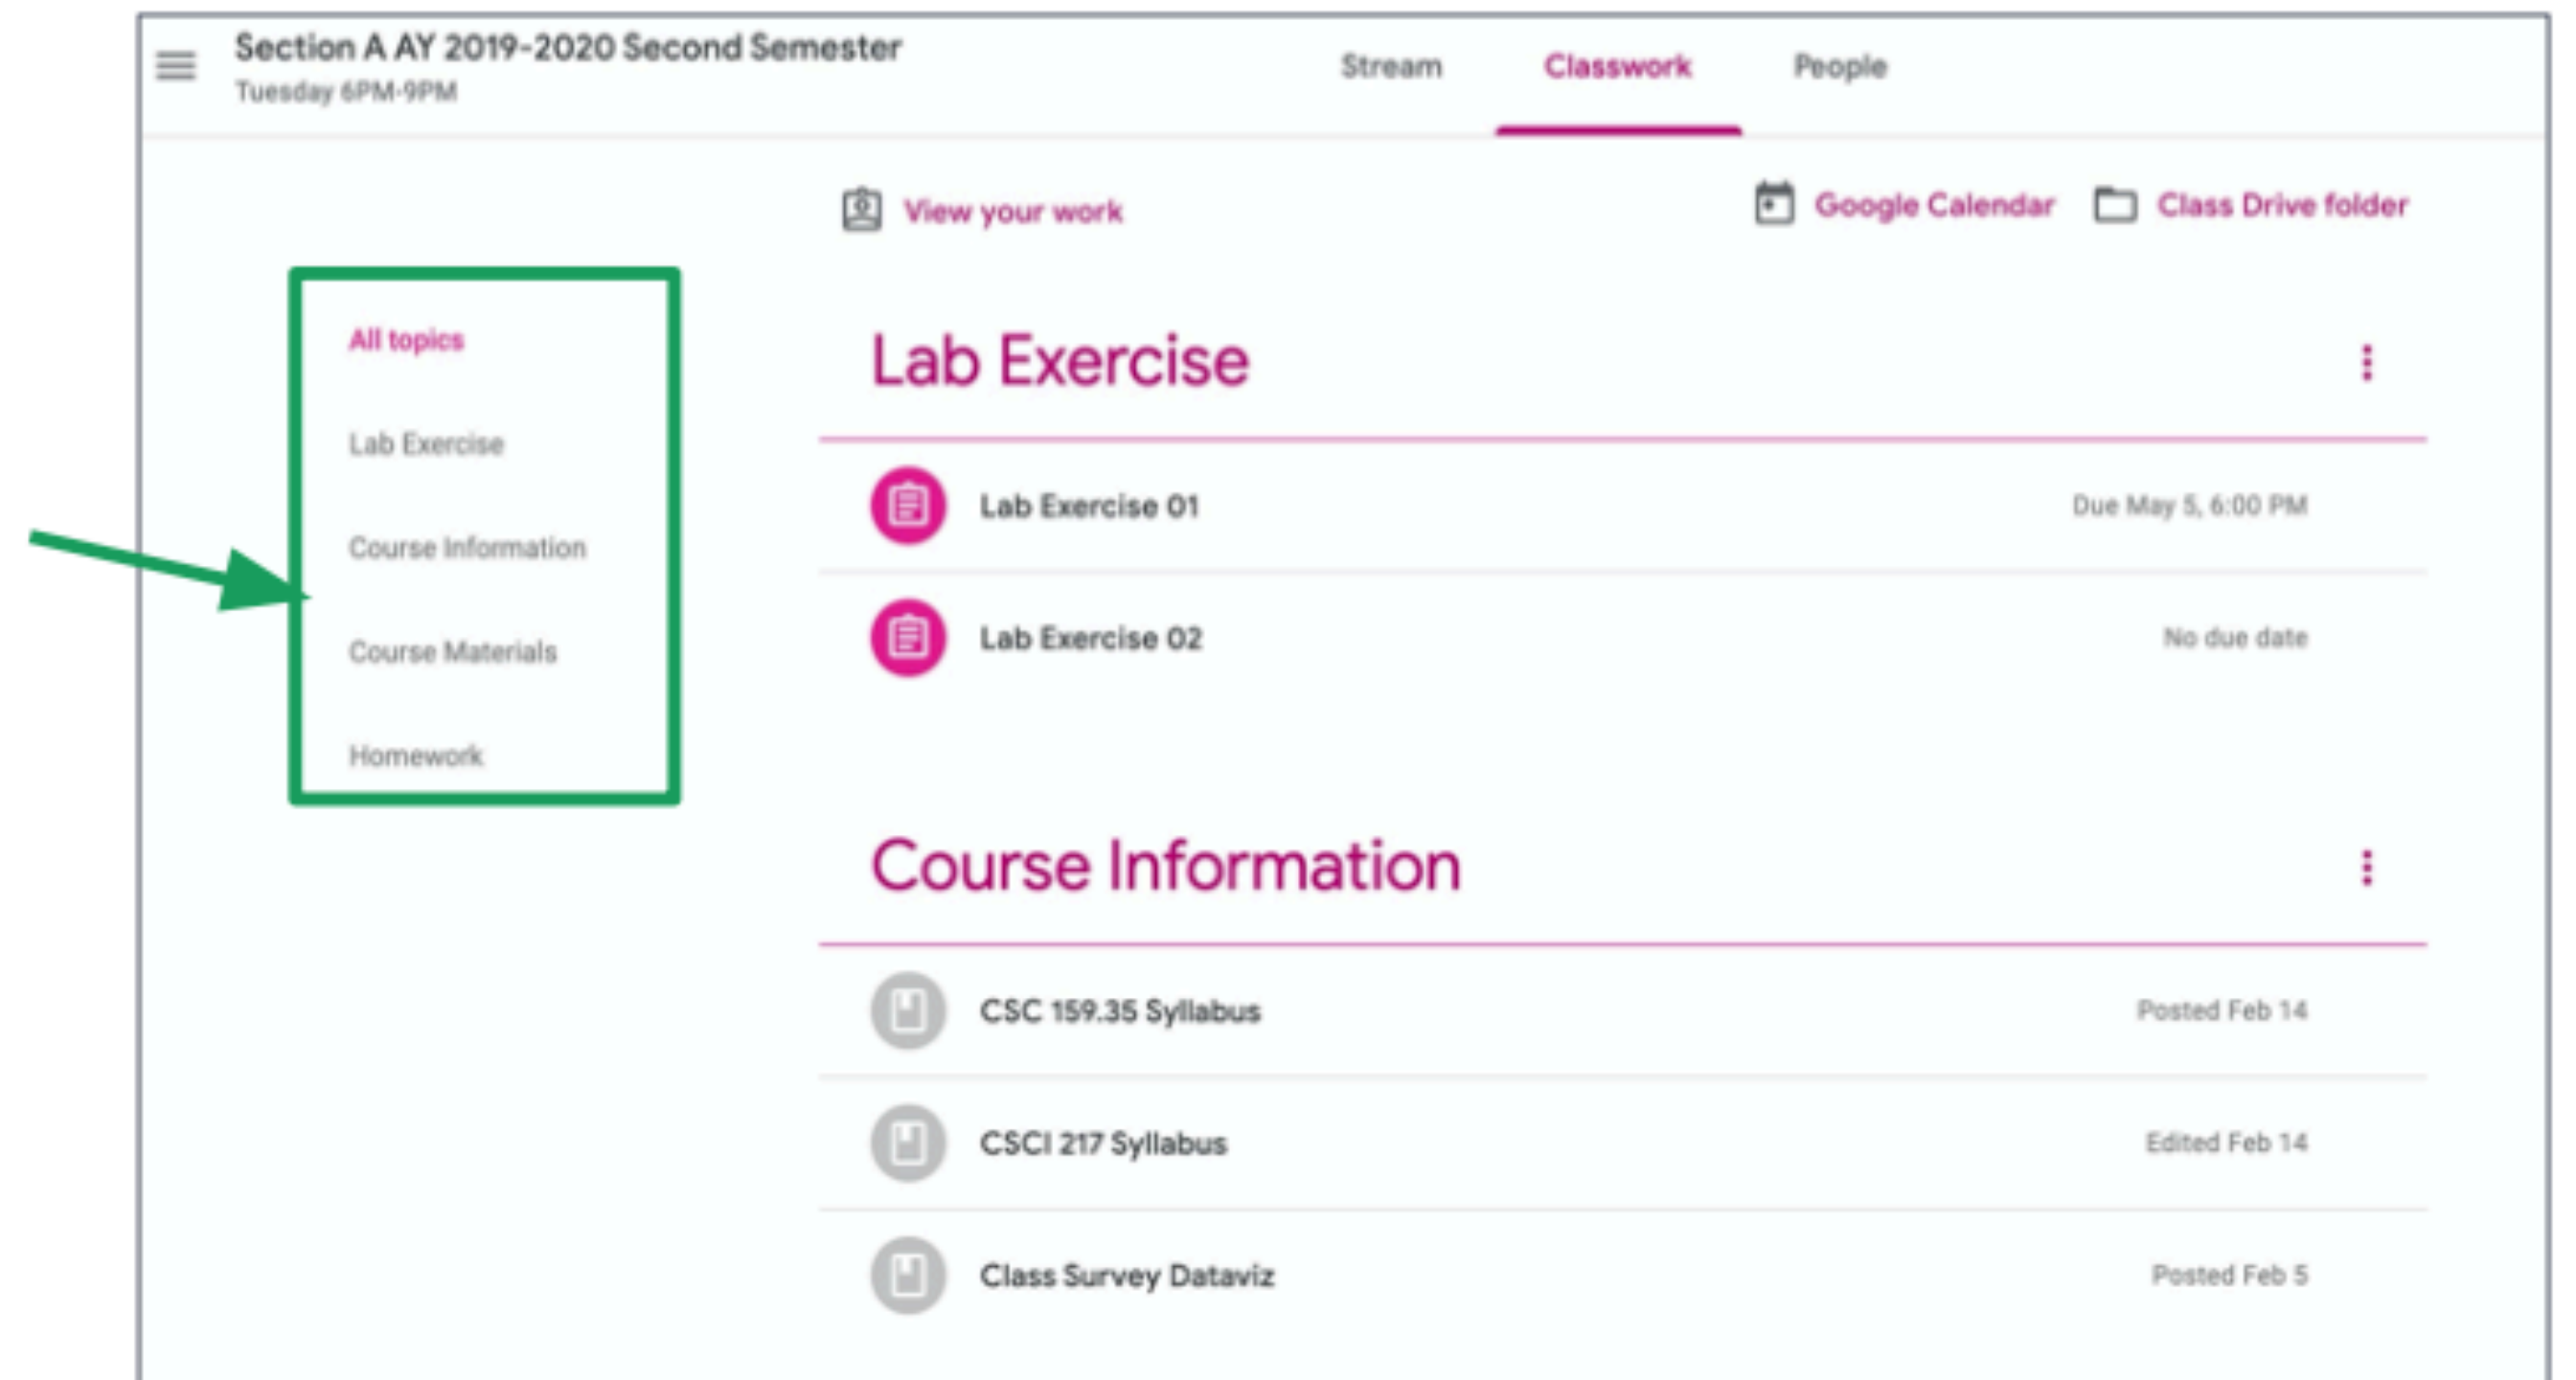 Section A AY 2019-2020 Second Semester
Tuesday 6PM-9PM
Stream
Classwork
People
View your work
Google Calendar
Class Drive folder
All topics
Lab Exercise
Course Information
Course Materials
Homework
Lab Exercise
Lab Exercise 01
Due May 5, 6:00 PM
Lab Exercise 02
No due date
Course Information
CSC 159.35 Syllabus
Posted Feb 14
CSCI 217 Syllabus
Edited Feb 14
Class Survey Dataviz
Posted Feb 5